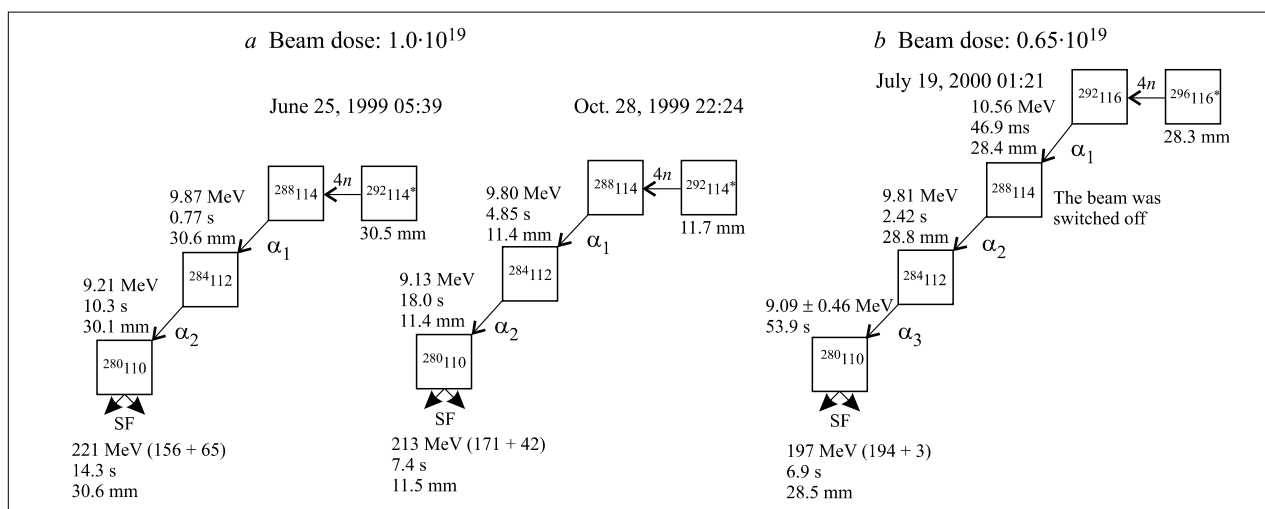 a Beam dose: 1.0·10¹⁹
June 25, 1999 05:39
²⁸⁸114
4n
²⁹²114*
30.5 mm
9.87 MeV
0.77 s
30.6 mm
α₁
²⁸⁴112
9.21 MeV
10.3 s
30.1 mm
α₂
²⁸⁰110
SF
221 MeV (156 + 65)
14.3 s
30.6 mm
Oct. 28, 1999 22:24
²⁸⁸114
4n
²⁹²114*
11.7 mm
9.80 MeV
4.85 s
11.4 mm
α₁
²⁸⁴112
9.13 MeV
18.0 s
11.4 mm
α₂
²⁸⁰110
SF
213 MeV (171 + 42)
7.4 s
11.5 mm
b Beam dose: 0.65·10¹⁹
July 19, 2000 01:21
²⁹²116
4n
²⁹⁶116*
28.3 mm
10.56 MeV
46.9 ms
28.4 mm
α₁
²⁸⁸114
The beam was
switched off
9.81 MeV
2.42 s
28.8 mm
α₂
²⁸⁴112
9.09 ± 0.46 MeV
53.9 s
α₃
²⁸⁰110
SF
197 MeV (194 + 3)
6.9 s
28.5 mm